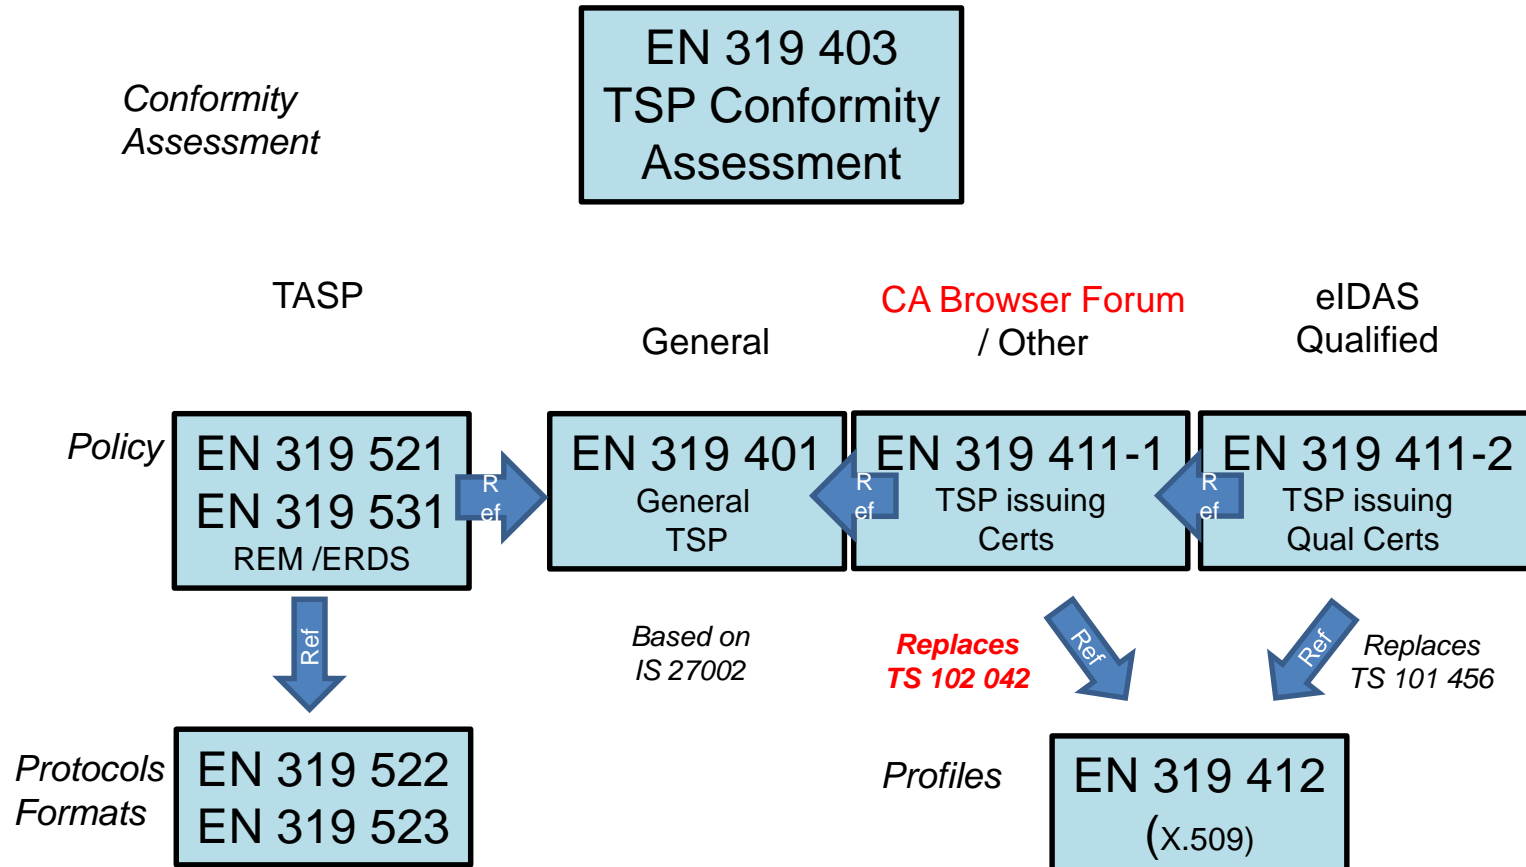 EN 319 403
TSP Conformity
Assessment
Conformity
Assessment
TASP
General
CA Browser Forum
/ Other
eIDAS
Qualified
Policy
EN 319 521
EN 319 531
REM /ERDS
R
ef
EN 319 401
General
TSP
R
ef
EN 319 411-1
TSP issuing
Certs
R
ef
EN 319 411-2
TSP issuing
Qual Certs
Ref
Based on
IS 27002
Replaces
TS 102 042
Ref
Ref
Replaces
TS 101 456
Protocols
Formats
EN 319 522
EN 319 523
Profiles
EN 319 412
(X.509)